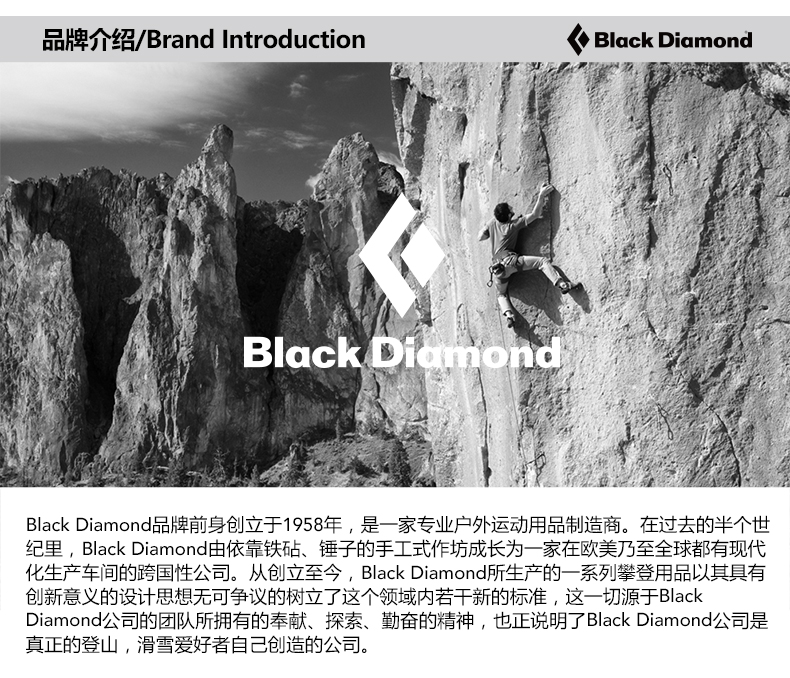 品牌介绍/Brand Introduction
Black Diamond
Black Diamond
Black Diamond品牌前身创立于1958年，是一家专业户外运动用品制造商。在过去的半个世
纪里，Black Diamond由依靠铁砧、锤子的手工式作坊成长为一家在欧美乃至全球都有现代
化生产车间的跨国性公司。从创立至今，Black Diamond所生产的一系列攀登用品以其具有
创新意义的设计思想无可争议的树立了这个领域内若干新的标准，这一切源于Black
Diamond公司的团队所拥有的奉献、探索、勤奋的精神，也正说明了Black Diamond公司是
真正的登山，滑雪爱好者自己创造的公司。